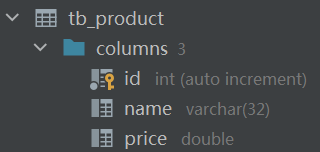 tb_product
columns 3
id int (auto increment)
name varchar(32)
price double